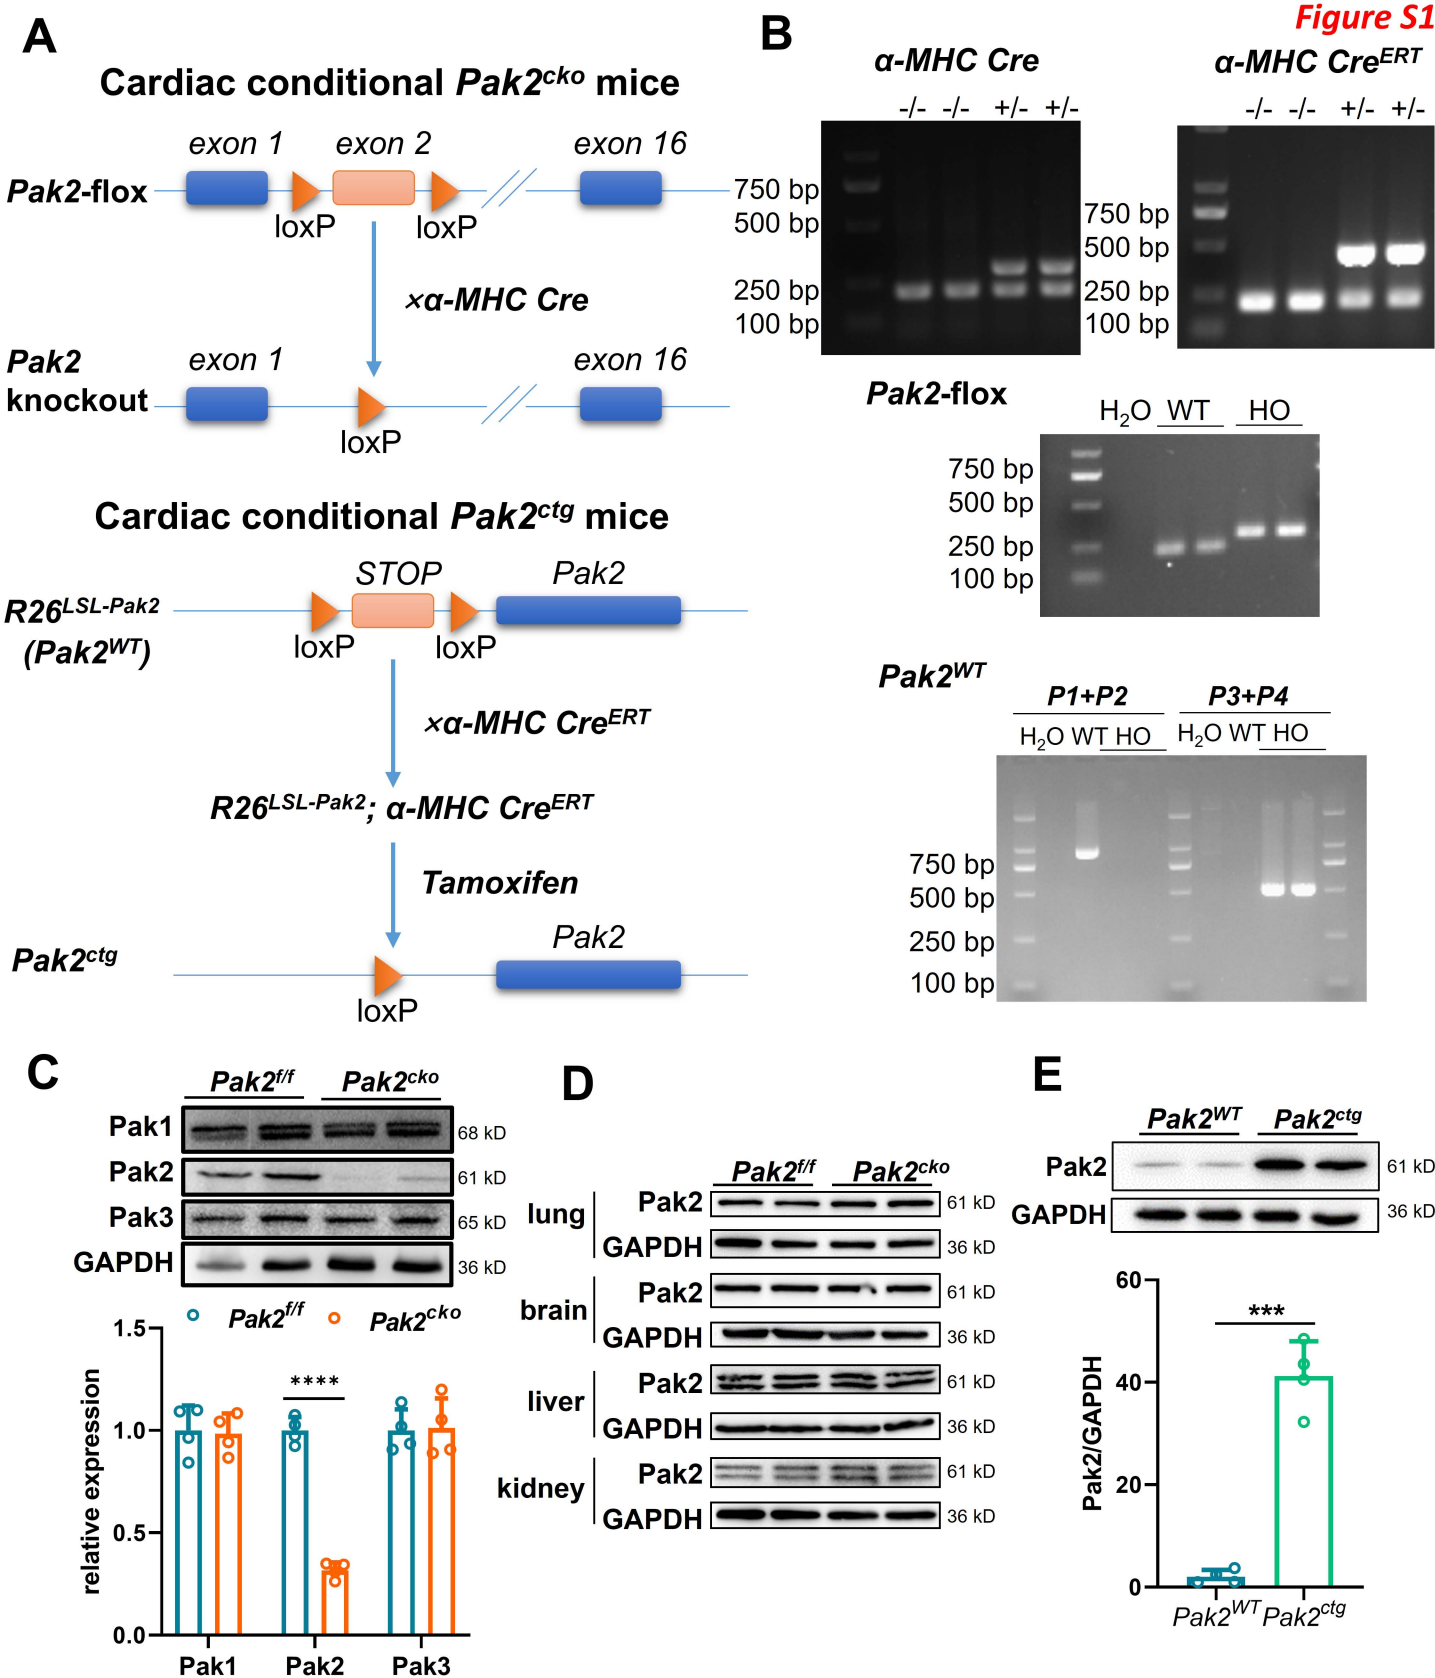 Figure S1
A
Cardiac conditional Pak2cko mice
exon 1 exon 2 exon 16
Pak2-flox
loxP loxP
×α-MHC Cre
Pak2
knockout
exon 1 exon 16
loxP
Cardiac conditional Pak2ctg mice
STOP Pak2
R26LSL-Pak2
(Pak2WT)
loxP loxP
×α-MHC CreERT
R26LSL-Pak2; α-MHC CreERT
Tamoxifen
Pak2ctg
Pak2
loxP
B
α-MHC Cre
-/- -/- +/- +/-
750 bp
500 bp
250 bp
100 bp
α-MHC CreERT
-/- -/- +/- +/-
750 bp
500 bp
250 bp
100 bp
Pak2-flox
H2O WT HO
750 bp
500 bp
250 bp
100 bp
Pak2WT
P1+P2 P3+P4
H2O WT HO H2O WT HO
750 bp
500 bp
250 bp
100 bp
C
Pak2f/f Pak2cko
Pak1 68 kD
Pak2 61 kD
Pak3 65 kD
GAPDH 36 kD
Pak2f/f Pak2cko
relative expression
1.5
1.0
0.5
0.0
****
Pak1 Pak2 Pak3
D
Pak2f/f Pak2cko
lung
Pak2 61 kD
GAPDH 36 kD
brain
Pak2 61 kD
GAPDH 36 kD
liver
Pak2 61 kD
GAPDH 36 kD
kidney
Pak2 61 kD
GAPDH 36 kD
E
Pak2WT Pak2ctg
Pak2 61 kD
GAPDH 36 kD
Pak2/GAPDH
60
40
20
0
***
Pak2WT Pak2ctg